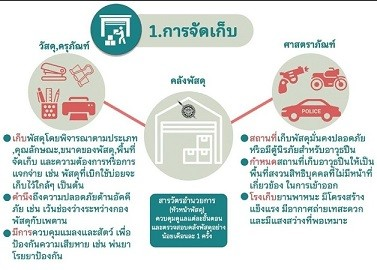 1.การจัดเก็บ
วัสดุ,ครุภัณฑ์
คลังพัสดุ
ศาสตราภัณฑ์
POLICE
เก็บพัสดุโดยพิจารณาตามประเภท
,คุณลักษณะ,ขนาดของพัสดุ,พื้นที่
จัดเก็บ และความต้องการหรือการ
แจกจ่าย เช่น พัสดุที่เบิกใช้บ่อยจะ
เก็บไว้ใกล้ๆ เป็นต้น
คำนึงถึงความปลอดภัยด้านอัคคี
ภัย เช่น เว้นช่องว่างระหว่างกอง
พัสดุกับเพดาน
มีการควบคุมแมลงและสัตว์ เพื่อ
ป้องกันความเสียหาย เช่น พ่นยา
โรยยาป้องกัน
สารวัตรอำนวยการ
(หัวหน้าพัสดุ)
ควบคุมดูแลแต่ละขั้นตอน
และตรวจสอบคลังพัสดุอย่าง
น้อยเดือนละ 1 ครั้ง
สถานที่เก็บพัสดุมั่นคงปลอดภัย
หรือมีตู้นิรภัยสำหรับอาวุธปืน
กำหนดสถานที่เก็บอาวุธปืนให้เป็น
พื้นที่สงวนสิทธิบุคคลที่ไม่มีหน้าที่
เกี่ยวข้อง ในการเข้าออก
โรงเก็บยานพาหนะ มีโครงสร้าง
แข็งแรง มีอากาศถ่ายเทสะดวก
และมีแสงสว่างที่พอเหมาะ